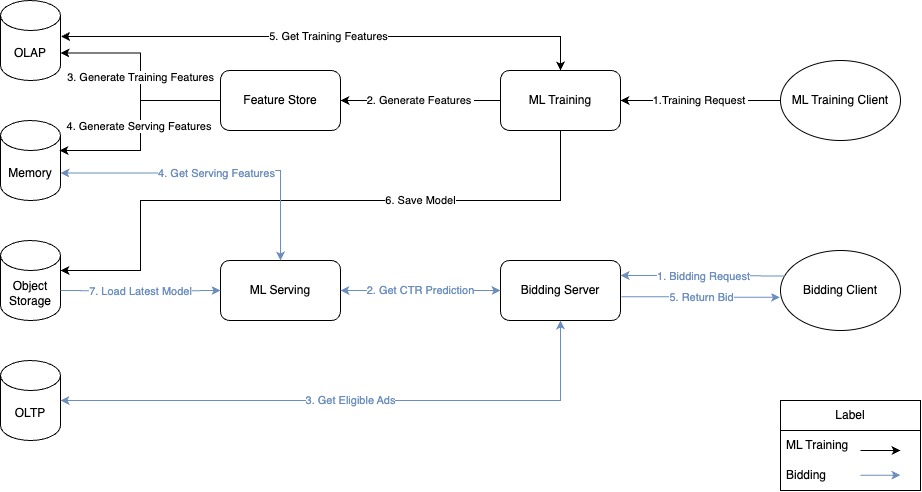 5. Get Training Features
OLAP
3. Generate Training Features
Feature Store
2. Generate Features
ML Training
1.Training Request
ML Training Client
4. Generate Serving Features
Memory
4. Get Serving Features
6. Save Model
Object
Storage
7. Load Latest Model
ML Serving
2. Get CTR Prediction
Bidding Server
1. Bidding Request
5. Return Bid
Bidding Client
OLTP
3. Get Eligible Ads
Label
ML Training
Bidding